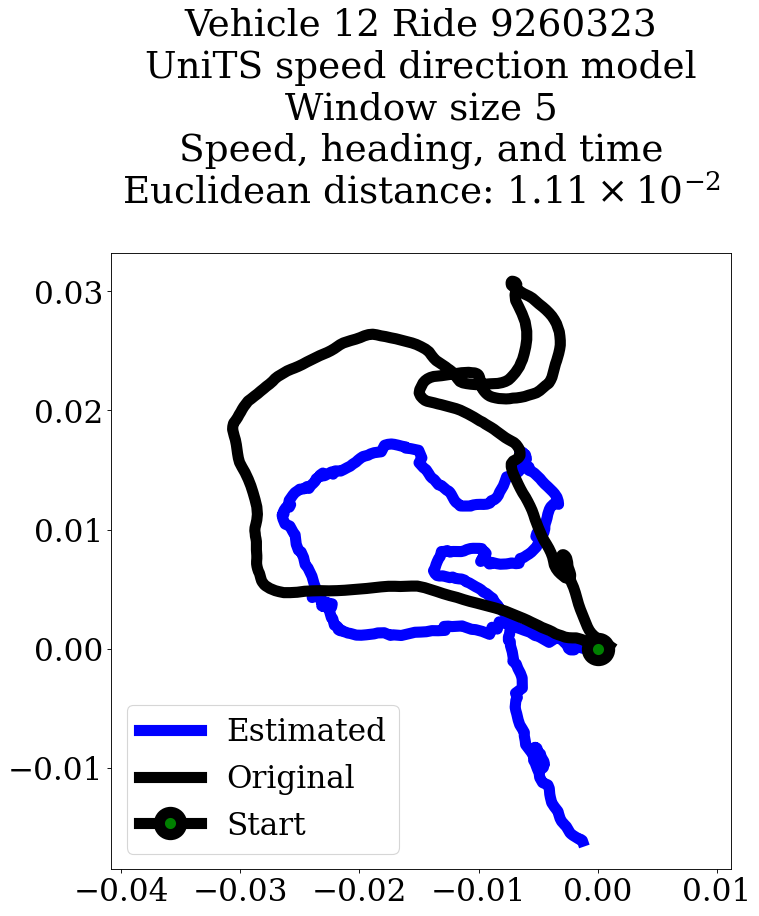 Vehicle 12 Ride 9260323
UniTS speed direction model
Window size 5
Speed, heading, and time
Euclidean distance: 1.11 × 10⁻²
0.03
0.02
0.01
0.00
−0.01
Estimated
Original
Start
−0.04 −0.03 −0.02 −0.01 0.00 0.01